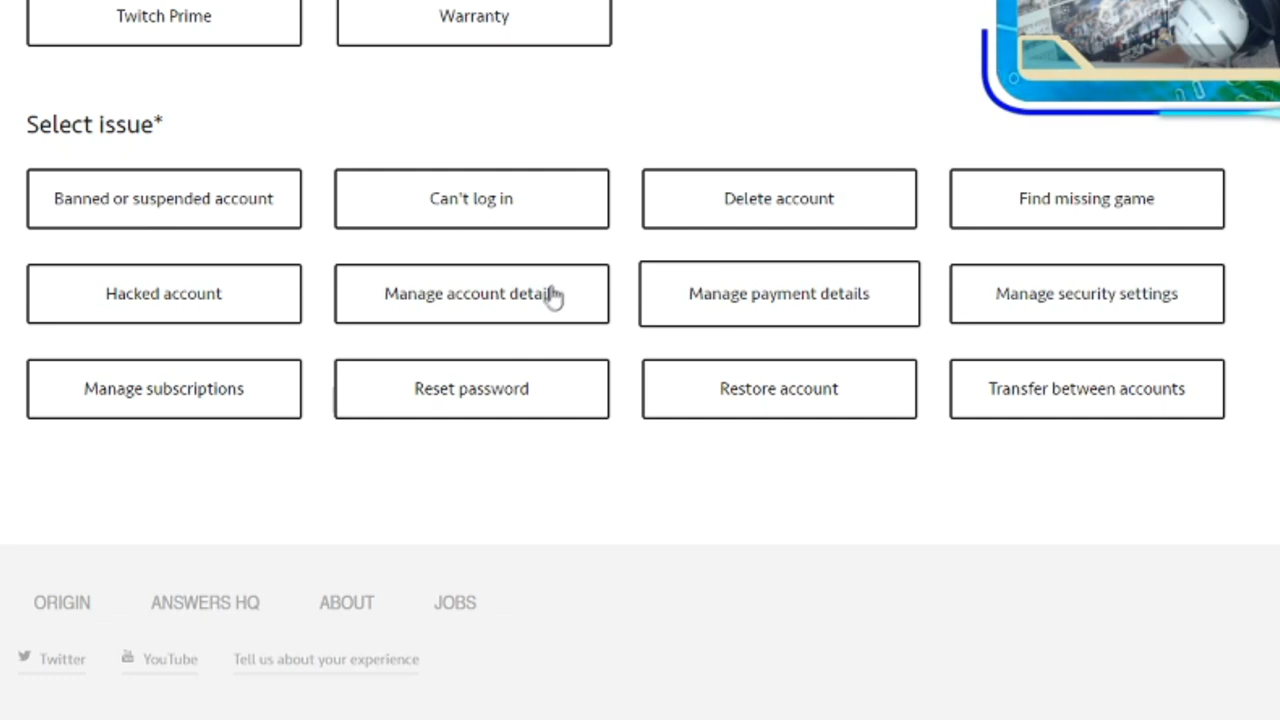 Twitch Prime
Warranty
Select issue*
Banned or suspended account
Can't log in
Delete account
Find missing game
Hacked account
Manage account details
Manage payment details
Manage security settings
Manage subscriptions
Reset password
Restore account
Transfer between accounts
ORIGIN
ANSWERS HQ
ABOUT
JOBS
Twitter
YouTube
Tell us about your experience